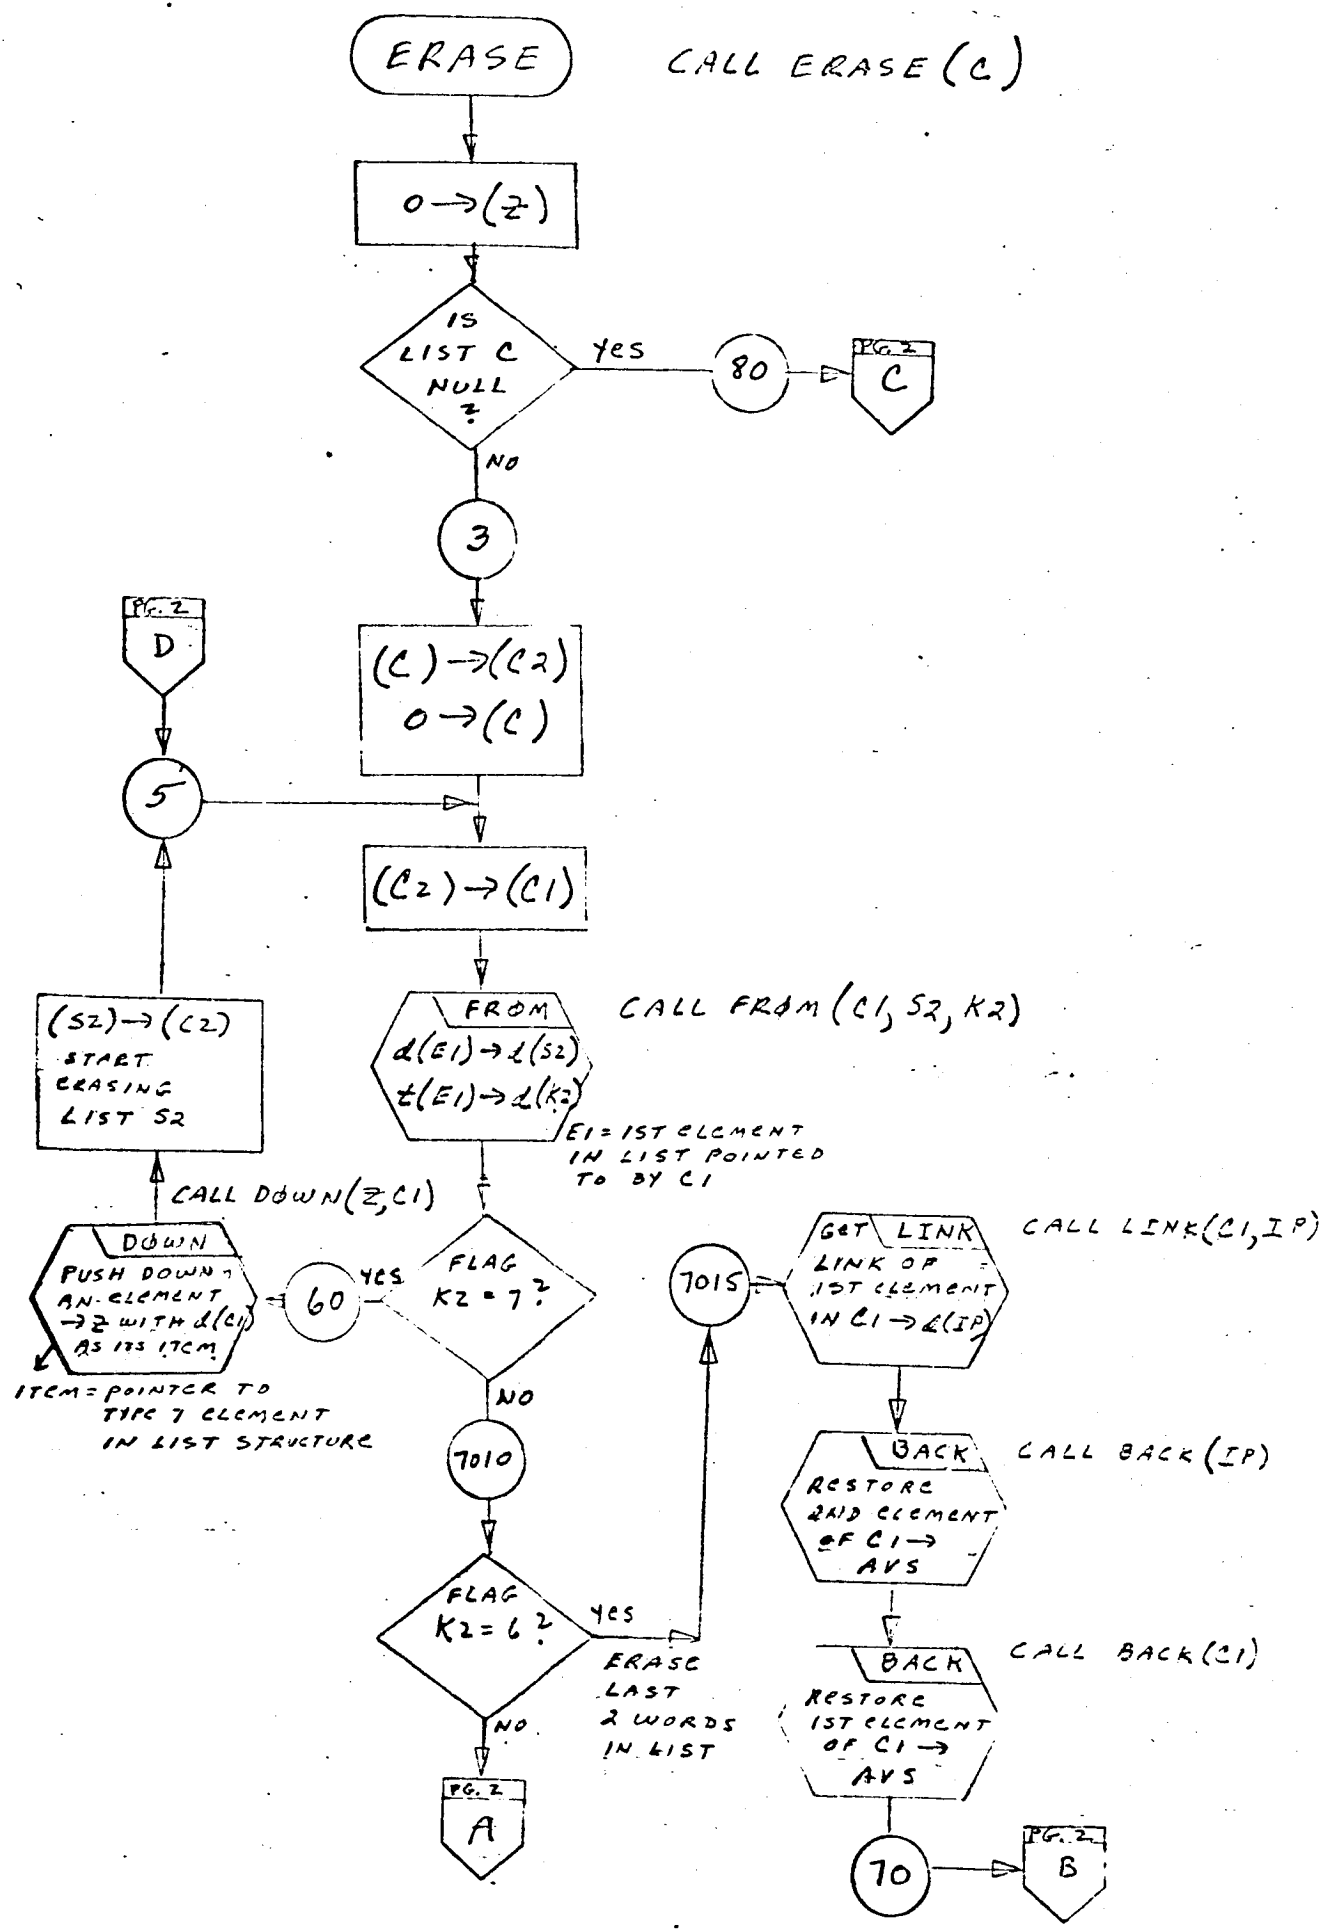 ERASE
CALL ERASE (C)
0 → (Z)
IS
LIST C
NULL
?
YES
80
PG. 2
C
NO
3
PG. 2
D
(C) → (C2)
0 → (C)
5
(C2) → (C1)
(S2) → (C2)
START
ERASING
LIST S2
FRØM
CALL FRØM (C1, S2, K2)
d(E1) → d(S2)
t(E1) → d(K2)
E1 = 1ST ELEMENT
IN LIST POINTED
TO BY C1
CALL DØWN(Z,C1)
DØWN
PUSH DOWN
AN ELEMENT
→ Z WITH d(C1)
AS ITS ITEM
60
YES
FLAG
K2 = 7 ?
7015
GET LINK
CALL LINK(C1, IP)
LINK OF
1ST ELEMENT
IN C1 → d(IP)
ITEM = POINTER TO
TYPE 7 ELEMENT
IN LIST STRUCTURE
NO
7010
BACK
CALL BACK (IP)
RESTORE
2ND ELEMENT
OF C1 →
AVS
FLAG
K2 = 6 ?
YES
ERASE
LAST
2 WORDS
IN LIST
BACK
CALL BACK (C1)
RESTORE
1ST ELEMENT
OF C1 →
AVS
NO
PG. 2
A
70
PG. 2
B